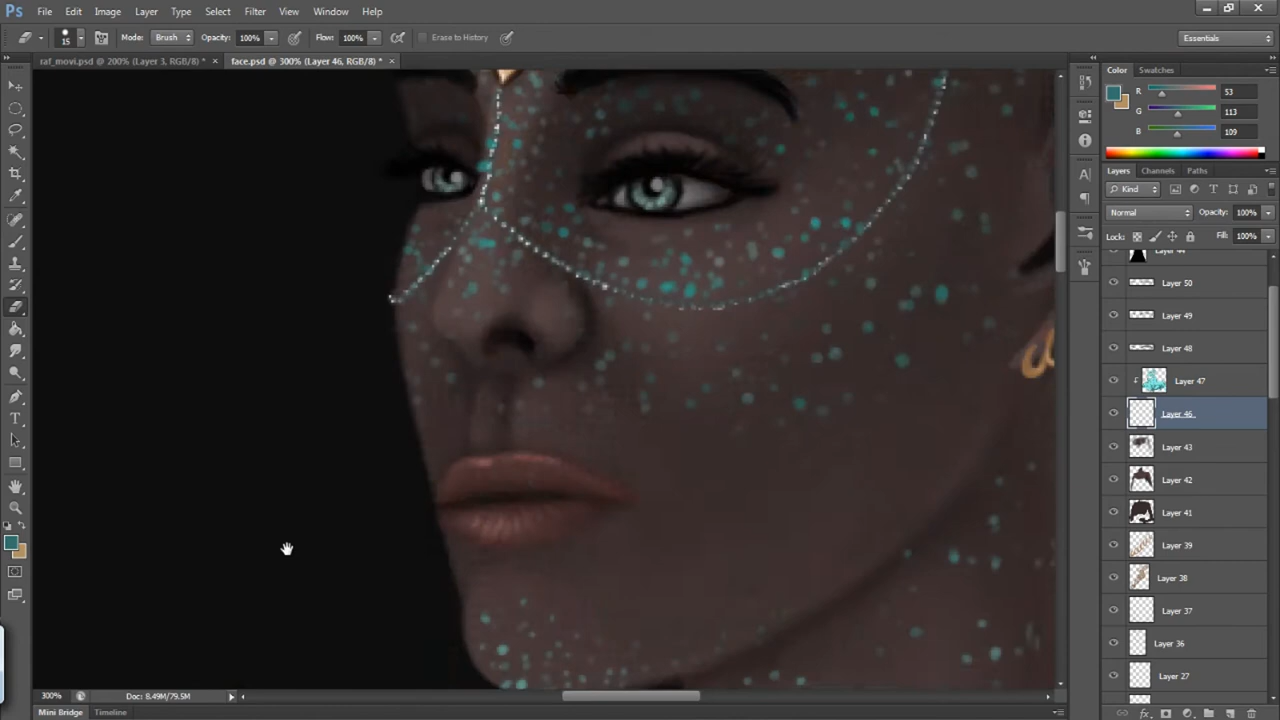 Ps File Edit Image Layer Type Select Filter View Window Help
15 Mode: Brush Opacity: 100% Flow: 100% Erase to History Essentials
raf_movi.psd @ 200% (Layer 3, RGB/8) * × face.psd @ 300% (Layer 46, RGB/8) * ×
Color Swatches
R 53
G 113
B 109
Layers Channels Paths
Kind
Normal Opacity: 100%
Lock: Fill: 100%
Layer 44
Layer 50
Layer 49
Layer 48
Layer 47
Layer 46
Layer 43
Layer 42
Layer 41
Layer 39
Layer 38
Layer 37
Layer 36
Layer 27
300% Doc: 8.49M/79.5M
Mini Bridge Timeline